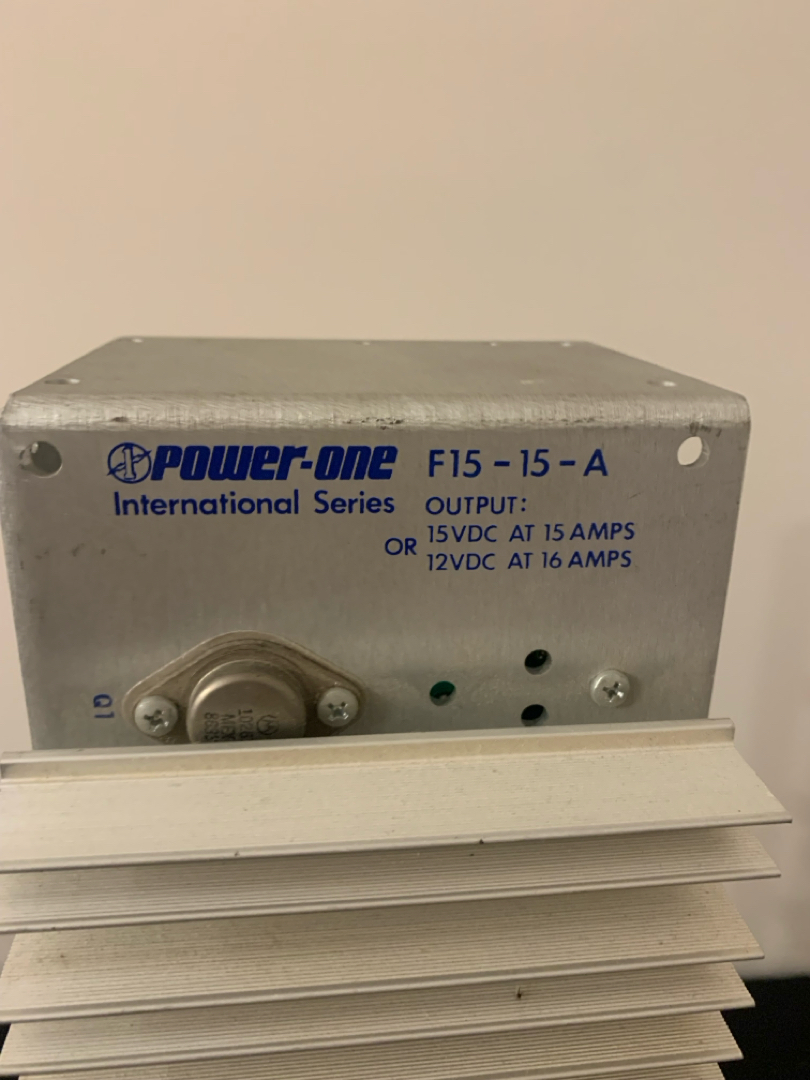 POWER-ONE F15-15-A
International Series OUTPUT:
15VDC AT 15 AMPS
OR
12VDC AT 16 AMPS
Q1